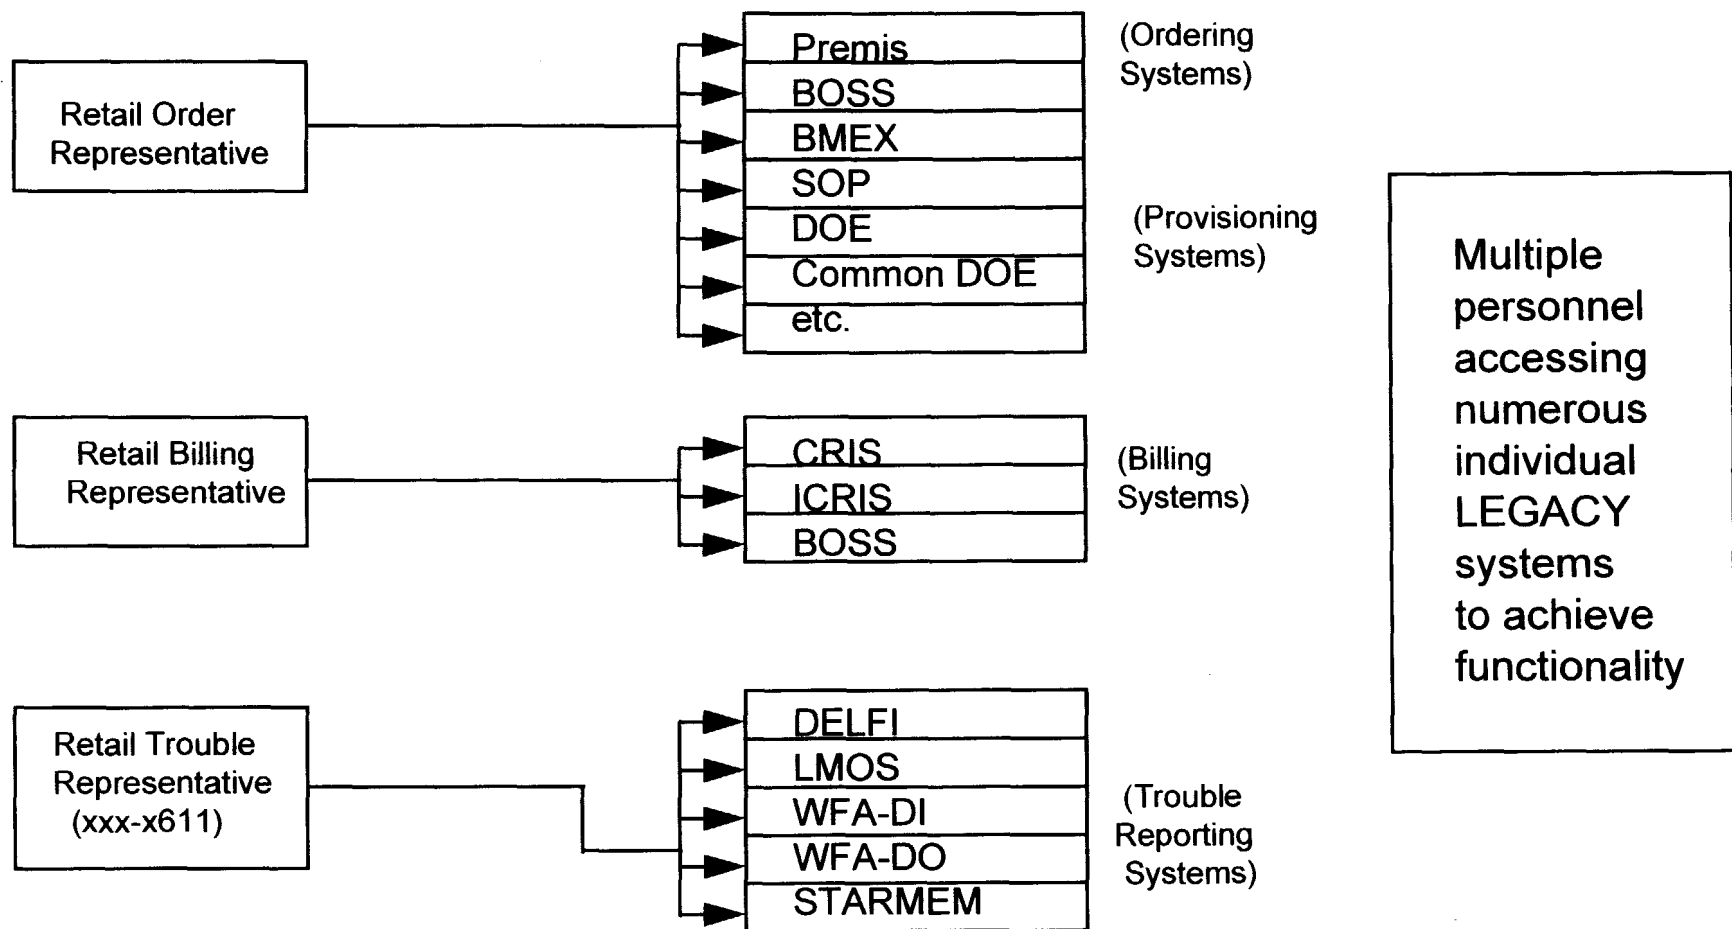 Retail Order
Representative
Premis
BOSS
BMEX
SOP
DOE
Common DOE
etc.
(Ordering
Systems)
(Provisioning
Systems)
Retail Billing
Representative
CRIS
ICRIS
BOSS
(Billing
Systems)
Retail Trouble
Representative
(xxx-x611)
DELFI
LMOS
WFA-DI
WFA-DO
STARMEM
(Trouble
Reporting
Systems)
Multiple
personnel
accessing
numerous
individual
LEGACY
systems
to achieve
functionality